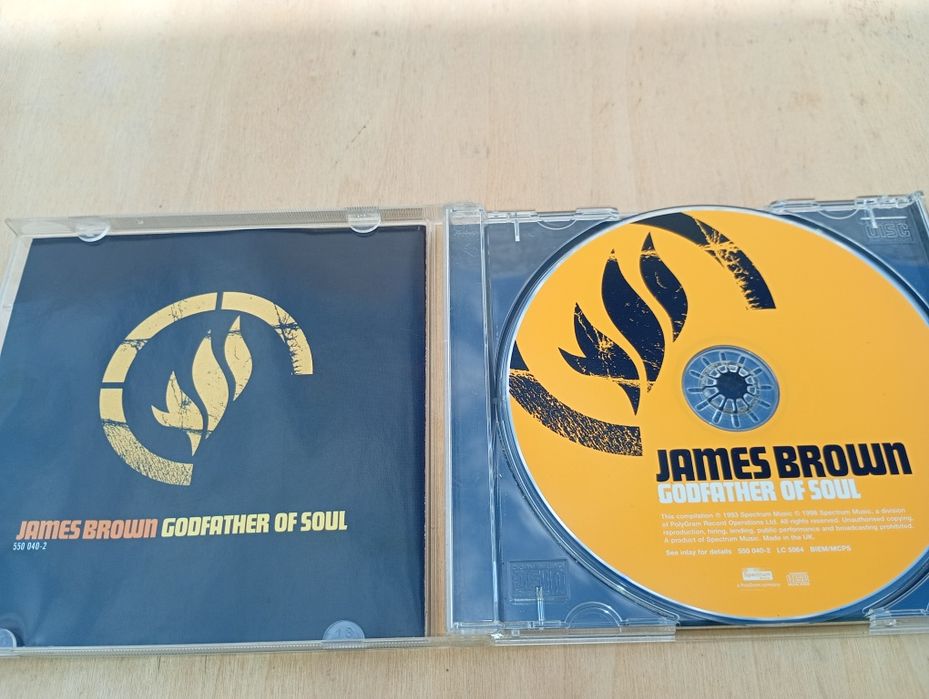 JAMES BROWN GODFATHER OF SOUL
550 040-2
JAMES BROWN
GODFATHER OF SOUL
This compilation ℗ 1993 Spectrum Music © 1998 Spectrum Music, a division
of PolyGram Record Operations Ltd. All rights reserved. Unauthorised copying,
reproduction, hiring, lending, public performance and broadcasting prohibited.
A product of Spectrum Music. Made in the UK.
See inlay for details 550 040-2 LC 5064 BIEM/MCPS
a PolyGram company
disc